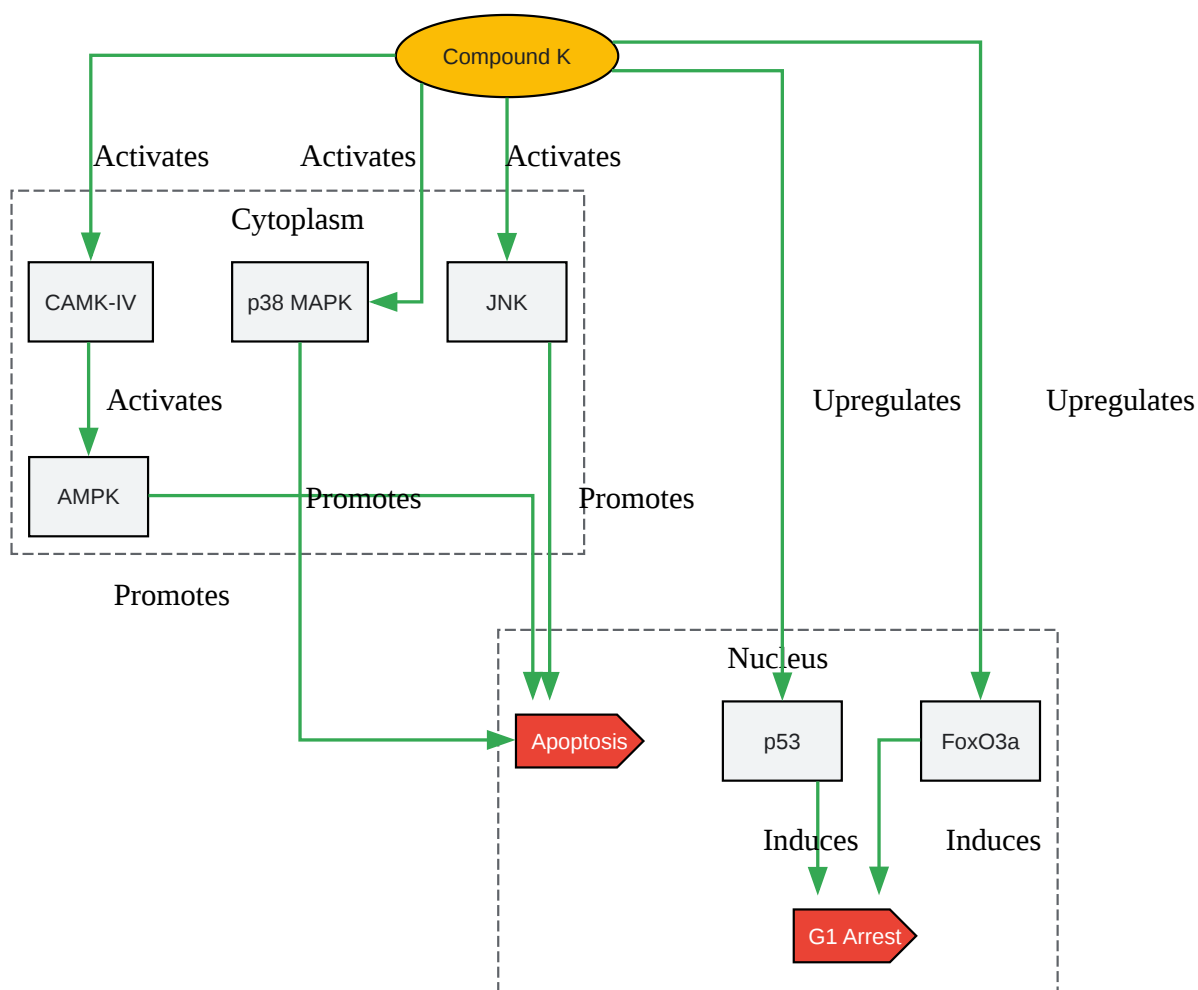 Compound K
Activates
Activates
Activates
Cytoplasm
CAMK-IV
p38 MAPK
JNK
Activates
Upregulates
Upregulates
AMPK
Promotes
Promotes
Promotes
Nucleus
Apoptosis
p53
FoxO3a
Induces
Induces
G1 Arrest